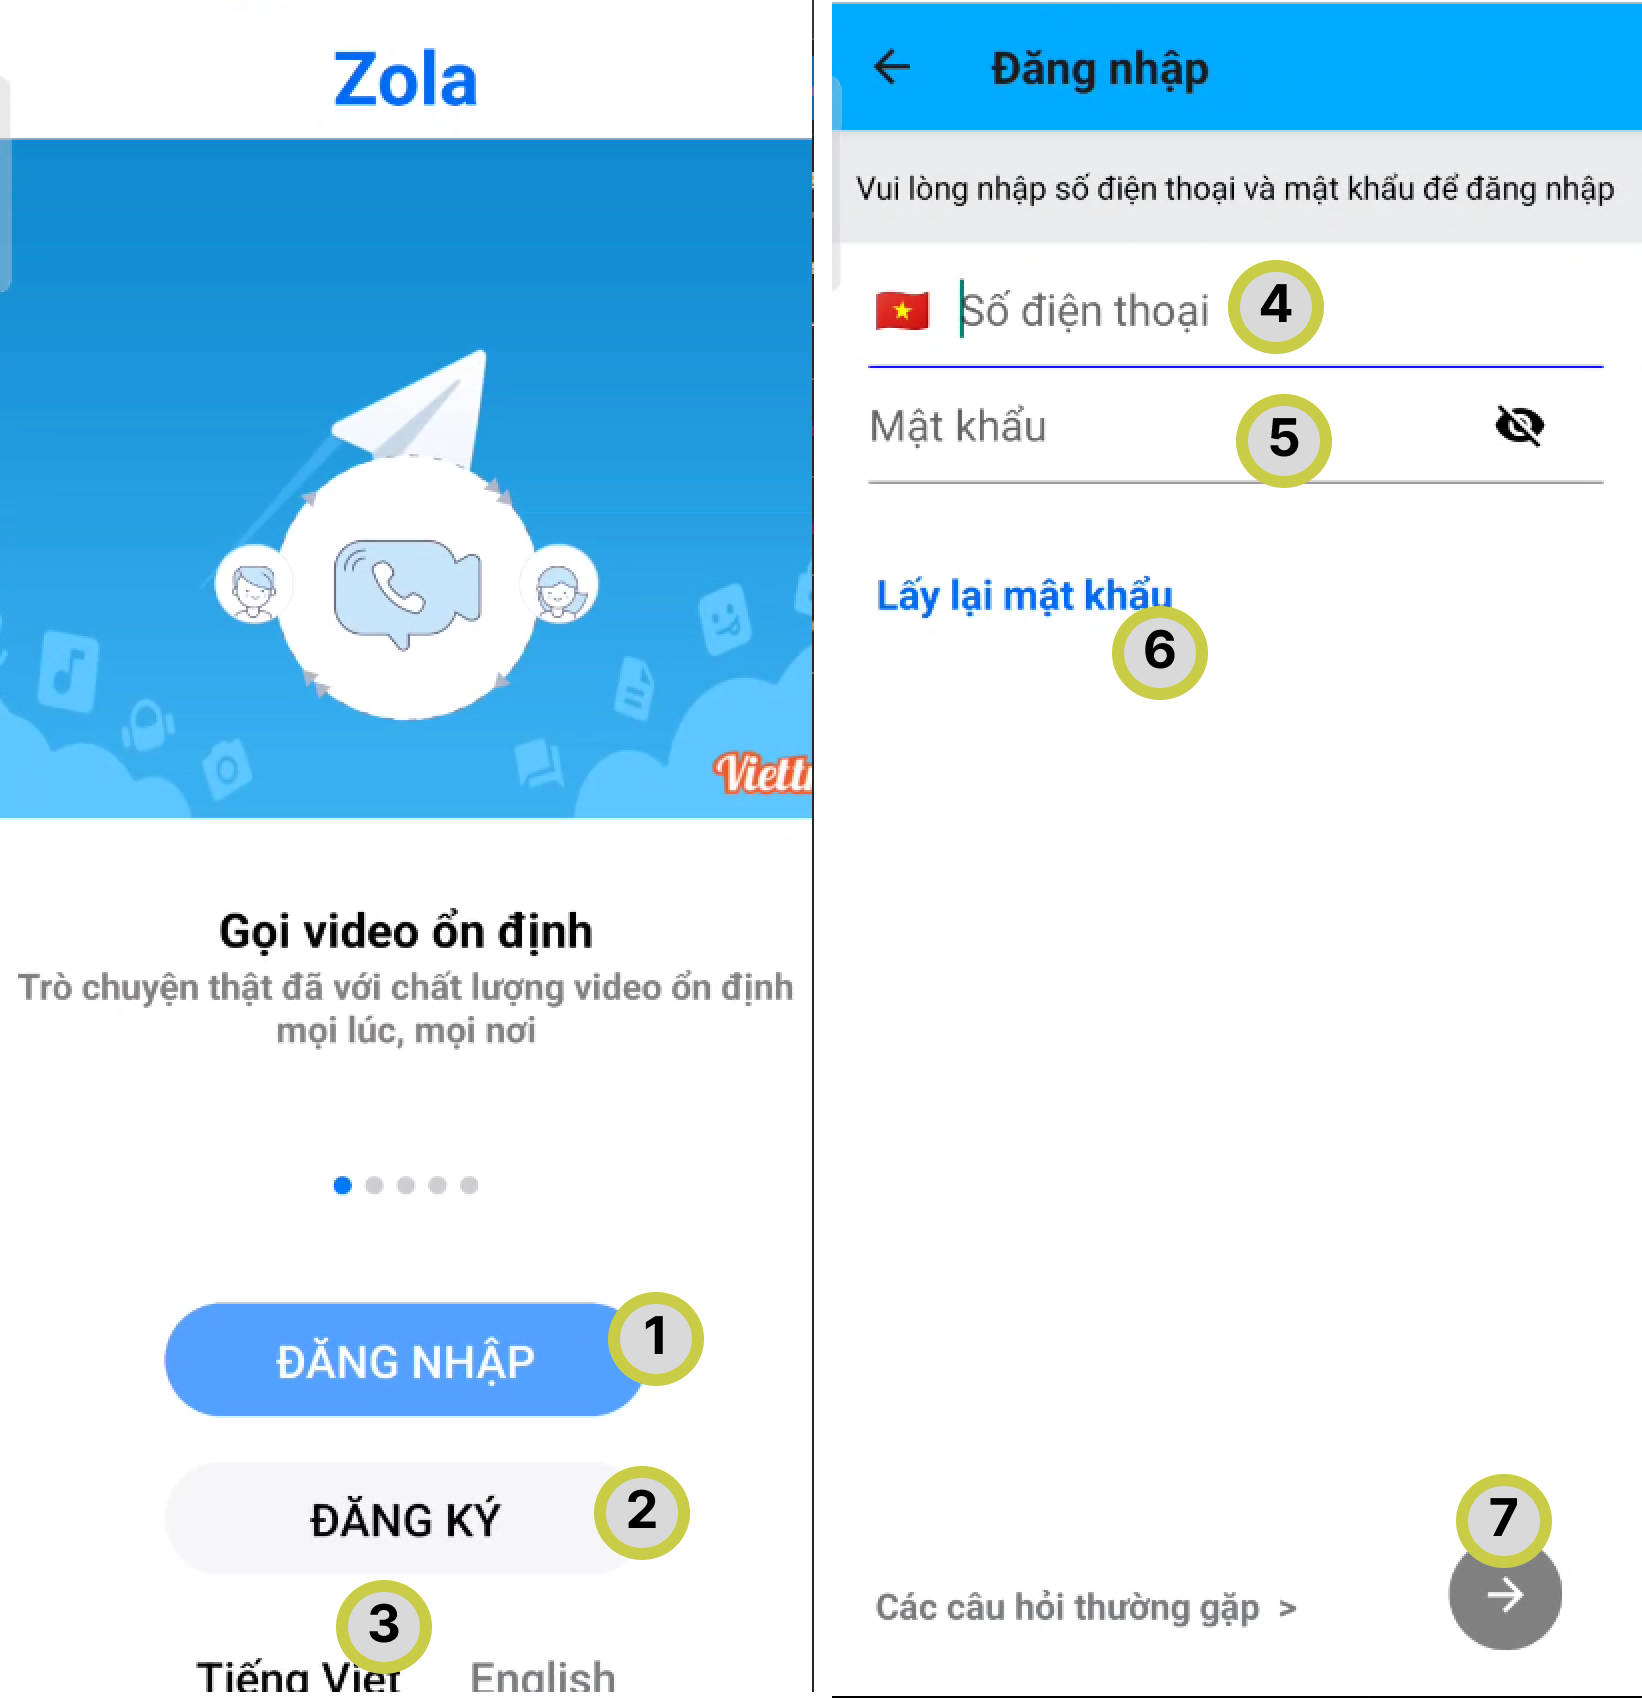 Zola
Gọi video ổn định
Trò chuyện thật đã với chất lượng video ổn định
mọi lúc, mọi nơi
ĐĂNG NHẬP
1
ĐĂNG KÝ
2
3
Tiếng Việt
English
Đăng nhập
Vui lòng nhập số điện thoại và mật khẩu để đăng nhập
Số điện thoại
4
Mật khẩu
5
Lấy lại mật khẩu
6
7
Các câu hỏi thường gặp >